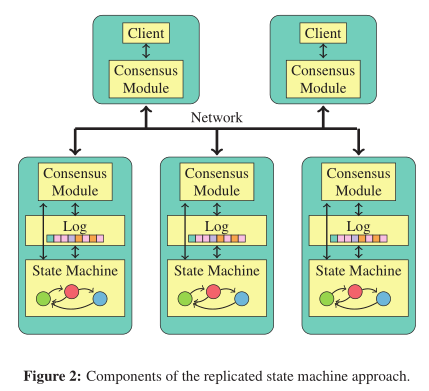 Client
Consensus
Module
Client
Consensus
Module
Network
Consensus
Module
Log
State Machine
Consensus
Module
Log
State Machine
Consensus
Module
Log
State Machine
Figure 2: Components of the replicated state machine approach.